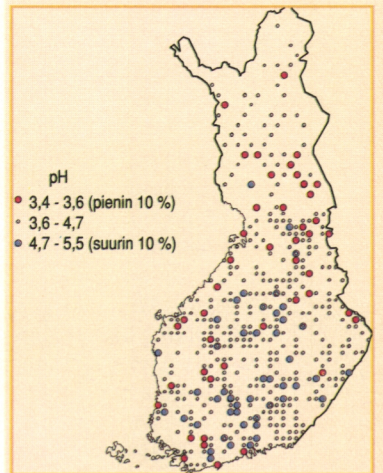 pH
3,4 - 3,6 (pienin 10 %)
3,6 - 4,7
4,7 - 5,5 (suurin 10 %)